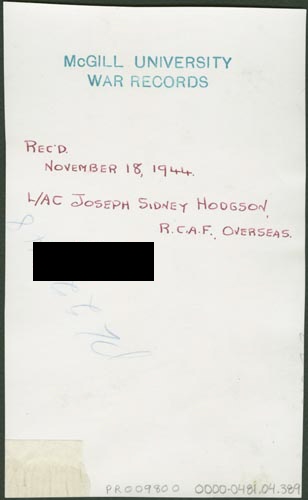 McGILL UNIVERSITY
WAR RECORDS
REC'D.
NOVEMBER 18, 1944.
L/AC JOSEPH SIDNEY HODGSON,
R.C.A.F., OVERSEAS.
PR009800 0000-0481.04.389